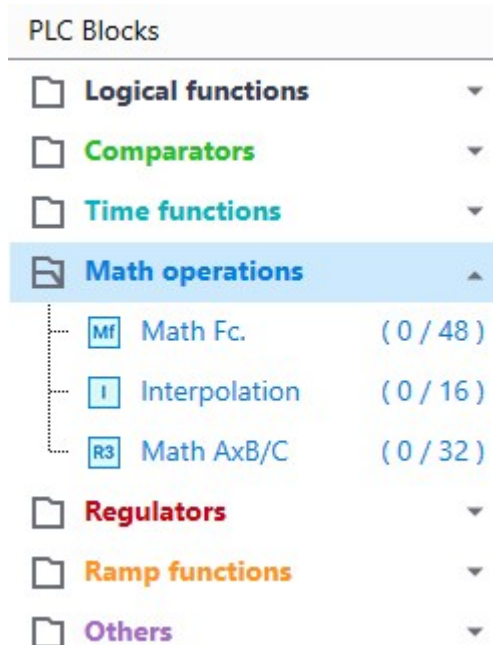 PLC Blocks
Logical functions
Comparators
Time functions
Math operations
Mf Math Fc. ( 0 / 48 )
I Interpolation ( 0 / 16 )
R3 Math AxB/C ( 0 / 32 )
Regulators
Ramp functions
Others